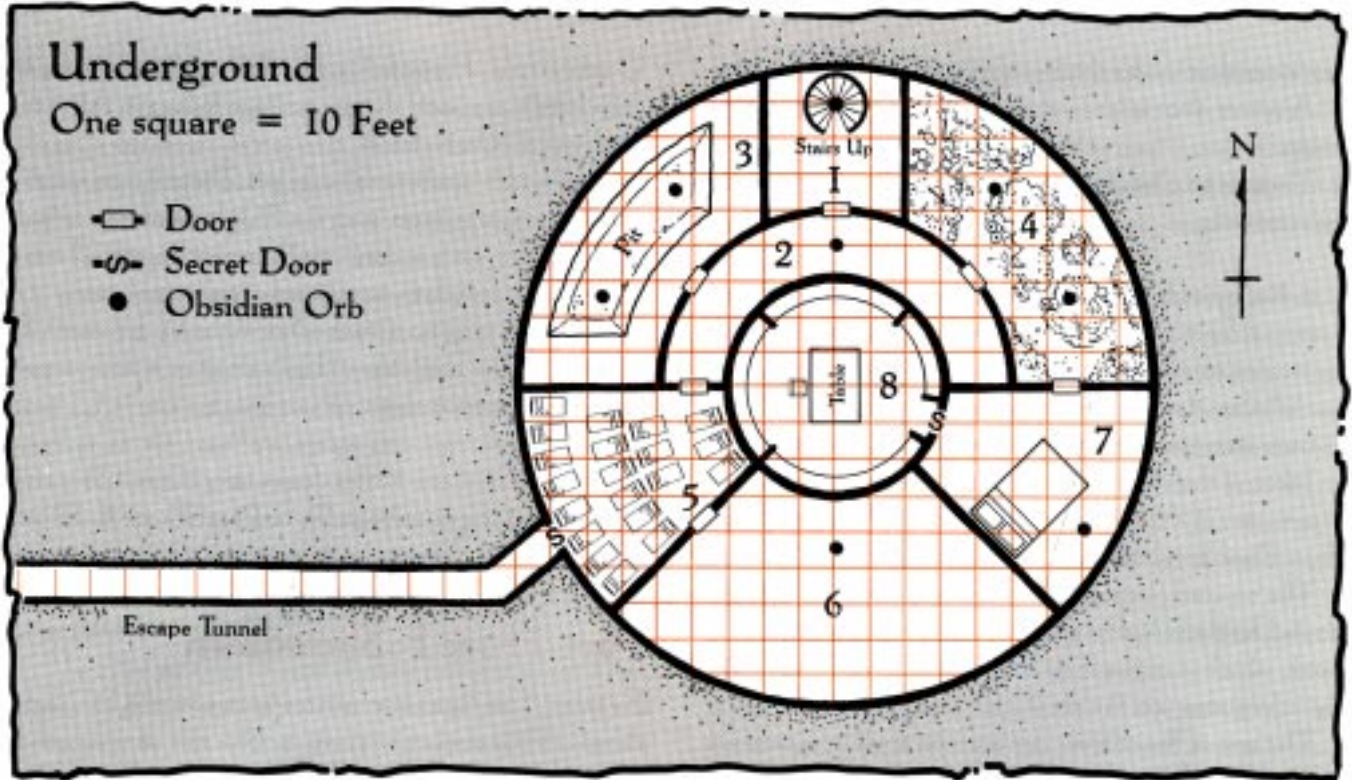 Underground
One square = 10 Feet
Door
S Secret Door
Obsidian Orb
N
Stairs Up
1
2
3
Pit
4
5
6
7
8
Table
S
S
Escape Tunnel